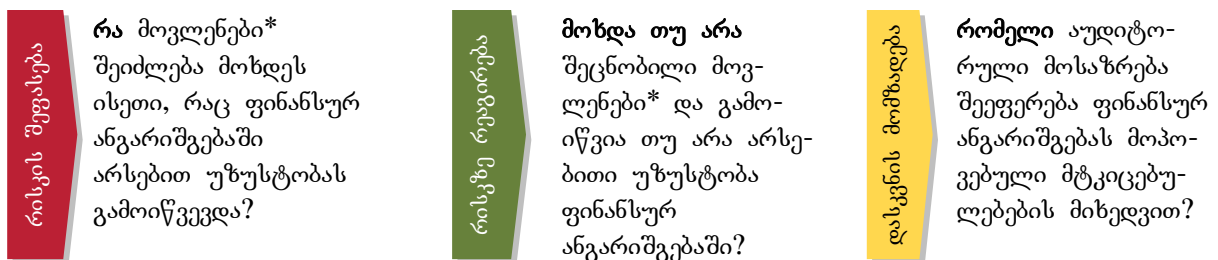 რისკის შეფასება
რა მოვლენები*
შეიძლება მოხდეს
ისეთი, რაც ფინანსურ
ანგარიშგებაში
არსებით უზუსტობას
გამოიწვევდა?
რისკზე რეაგირება
მოხდა თუ არა
შეცნობილი მოვ-
ლენები* და გამო-
იწვია თუ არა არსე-
ბითი უზუსტობა
ფინანსურ
ანგარიშგებაში?
დასკვნის მომზადება
რომელი აუდიტო-
რული მოსაზრება
შეეფერება ფინანსურ
ანგარიშგებას მოპო-
ვებული მტკიცებუ-
ლებების მიხედვით?